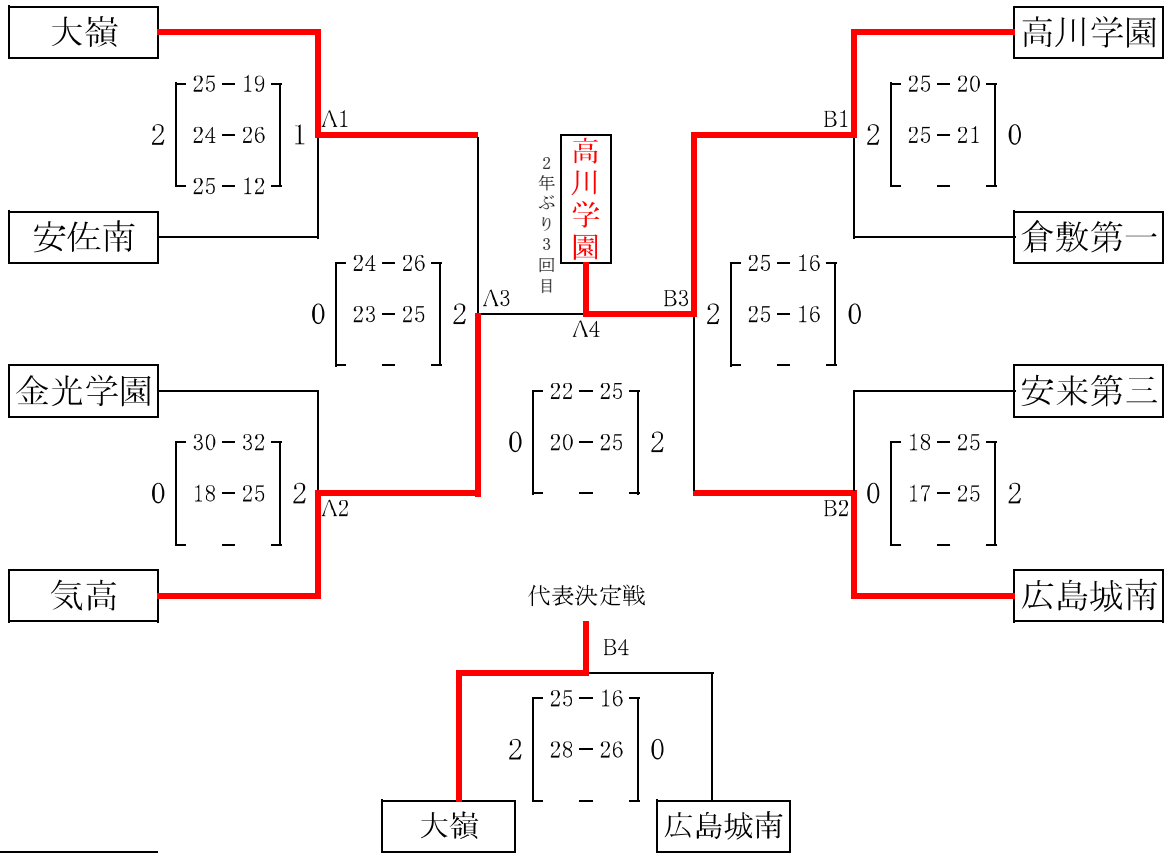 大嶺
高川学園
25－19
2 24－26 1
25－12
A1
B1
25－20
2 25－21 0
－
高川学園
2年ぶり3回目
安佐南
倉敷第一
24－26
0 23－25 2
－
A3
B3
A4
25－16
2 25－16 0
－
金光学園
安来第三
22－25
0 20－25 2
－
30－32
0 18－25 2
－
A2
B2
18－25
0 17－25 2
－
気高
広島城南
代表決定戦
B4
25－16
2 28－26 0
－
大嶺
広島城南